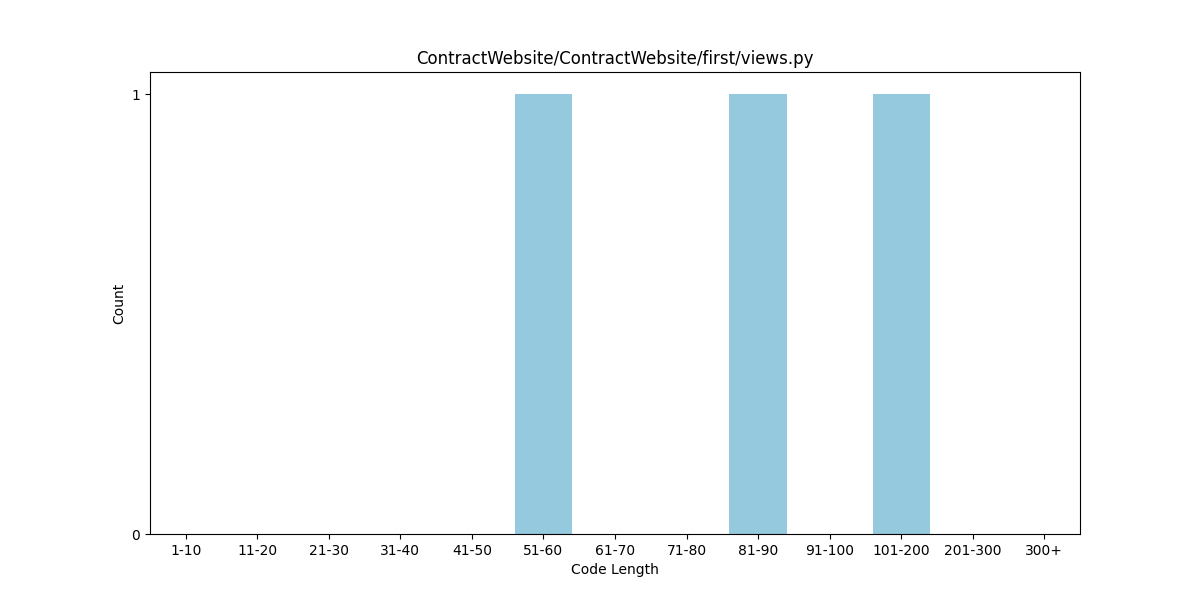 ContractWebsite/ContractWebsite/first/views.py
1
0
Count
1-10 11-20 21-30 31-40 41-50 51-60 61-70 71-80 81-90 91-100 101-200 201-300 300+
Code Length